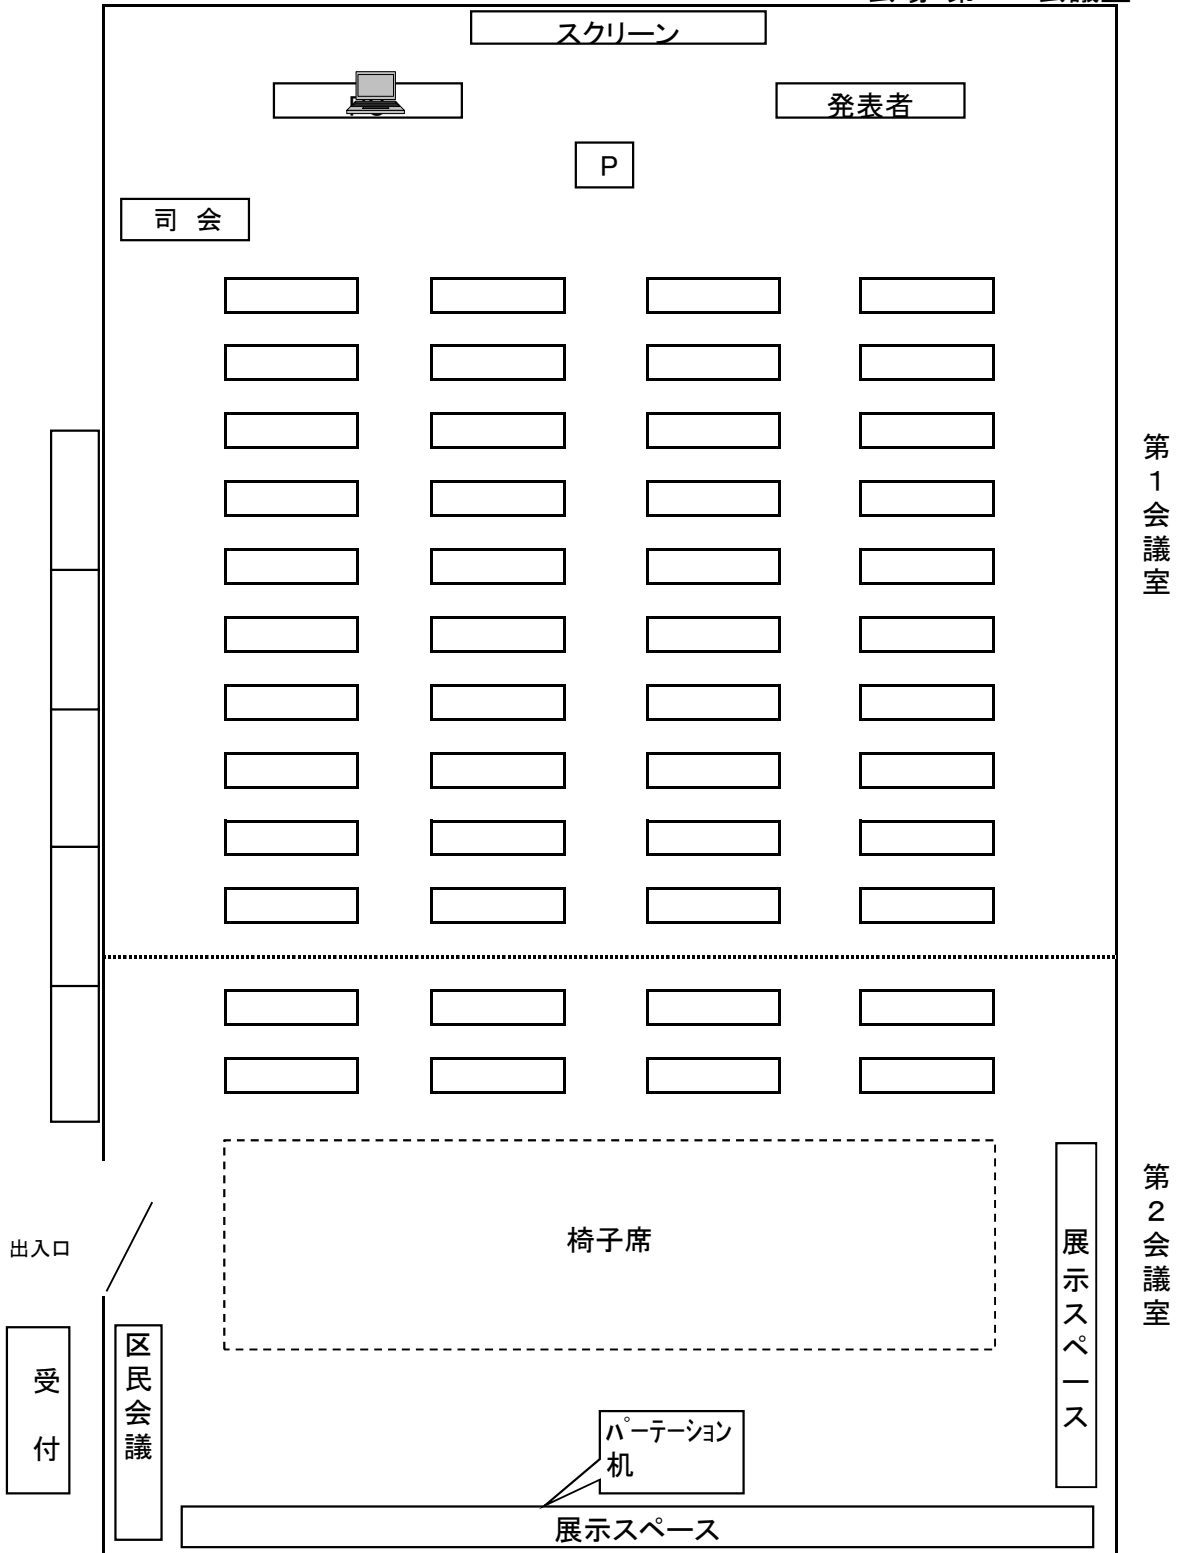 スクリーン
発表者
P
司 会
第1会議室
椅子席
第2会議室
出入口
展示スペース
受 付
区民会議
パーテーション
机
展示スペース